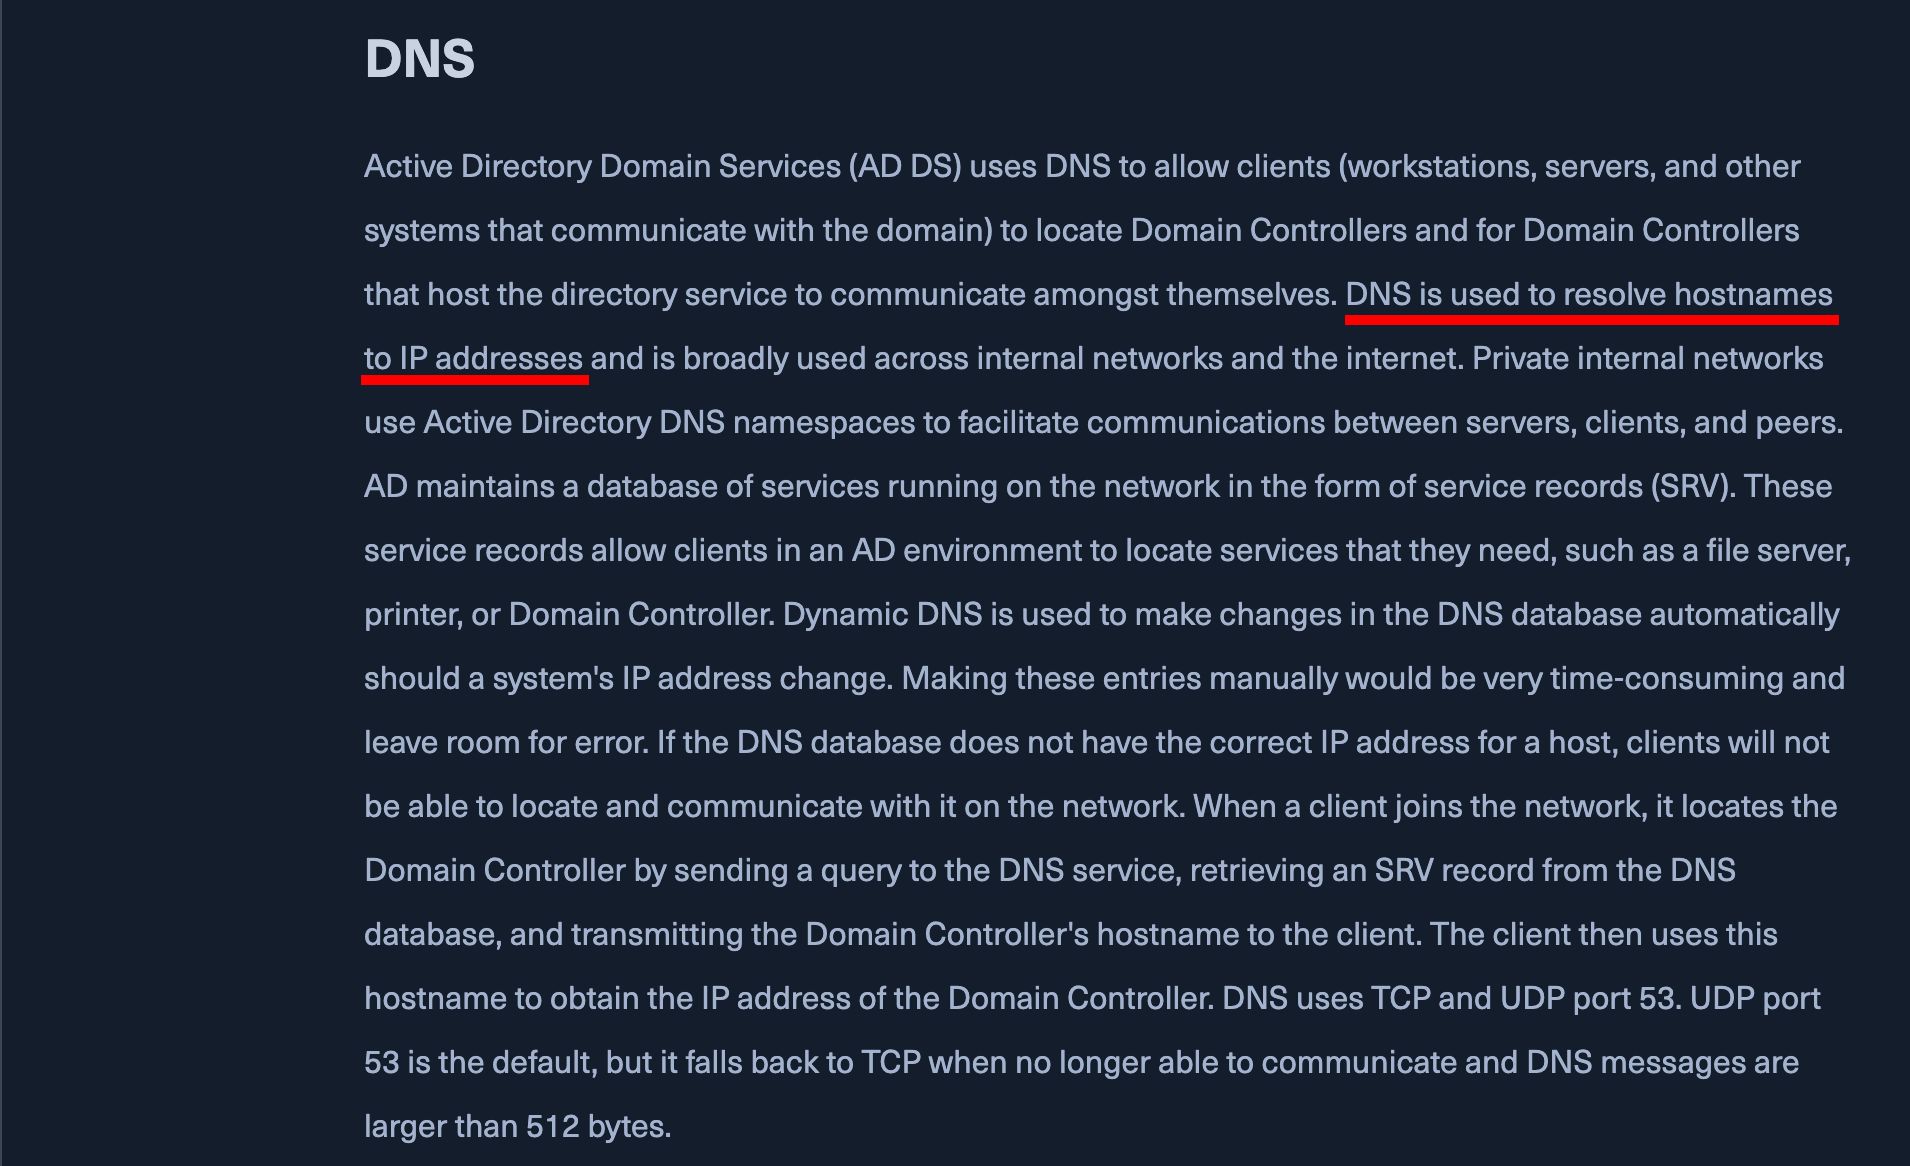 DNS
Active Directory Domain Services (AD DS) uses DNS to allow clients (workstations, servers, and other
systems that communicate with the domain) to locate Domain Controllers and for Domain Controllers
that host the directory service to communicate amongst themselves. DNS is used to resolve hostnames
to IP addresses and is broadly used across internal networks and the internet. Private internal networks
use Active Directory DNS namespaces to facilitate communications between servers, clients, and peers.
AD maintains a database of services running on the network in the form of service records (SRV). These
service records allow clients in an AD environment to locate services that they need, such as a file server,
printer, or Domain Controller. Dynamic DNS is used to make changes in the DNS database automatically
should a system's IP address change. Making these entries manually would be very time-consuming and
leave room for error. If the DNS database does not have the correct IP address for a host, clients will not
be able to locate and communicate with it on the network. When a client joins the network, it locates the
Domain Controller by sending a query to the DNS service, retrieving an SRV record from the DNS
database, and transmitting the Domain Controller's hostname to the client. The client then uses this
hostname to obtain the IP address of the Domain Controller. DNS uses TCP and UDP port 53. UDP port
53 is the default, but it falls back to TCP when no longer able to communicate and DNS messages are
larger than 512 bytes.